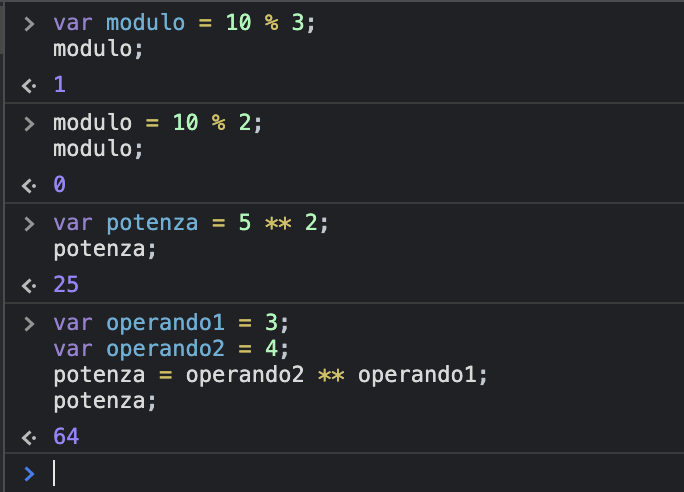 > var modulo = 10 % 3;
modulo;
<· 1
> modulo = 10 % 2;
modulo;
<· 0
> var potenza = 5 ** 2;
potenza;
<· 25
> var operando1 = 3;
var operando2 = 4;
potenza = operando2 ** operando1;
potenza;
<· 64
>